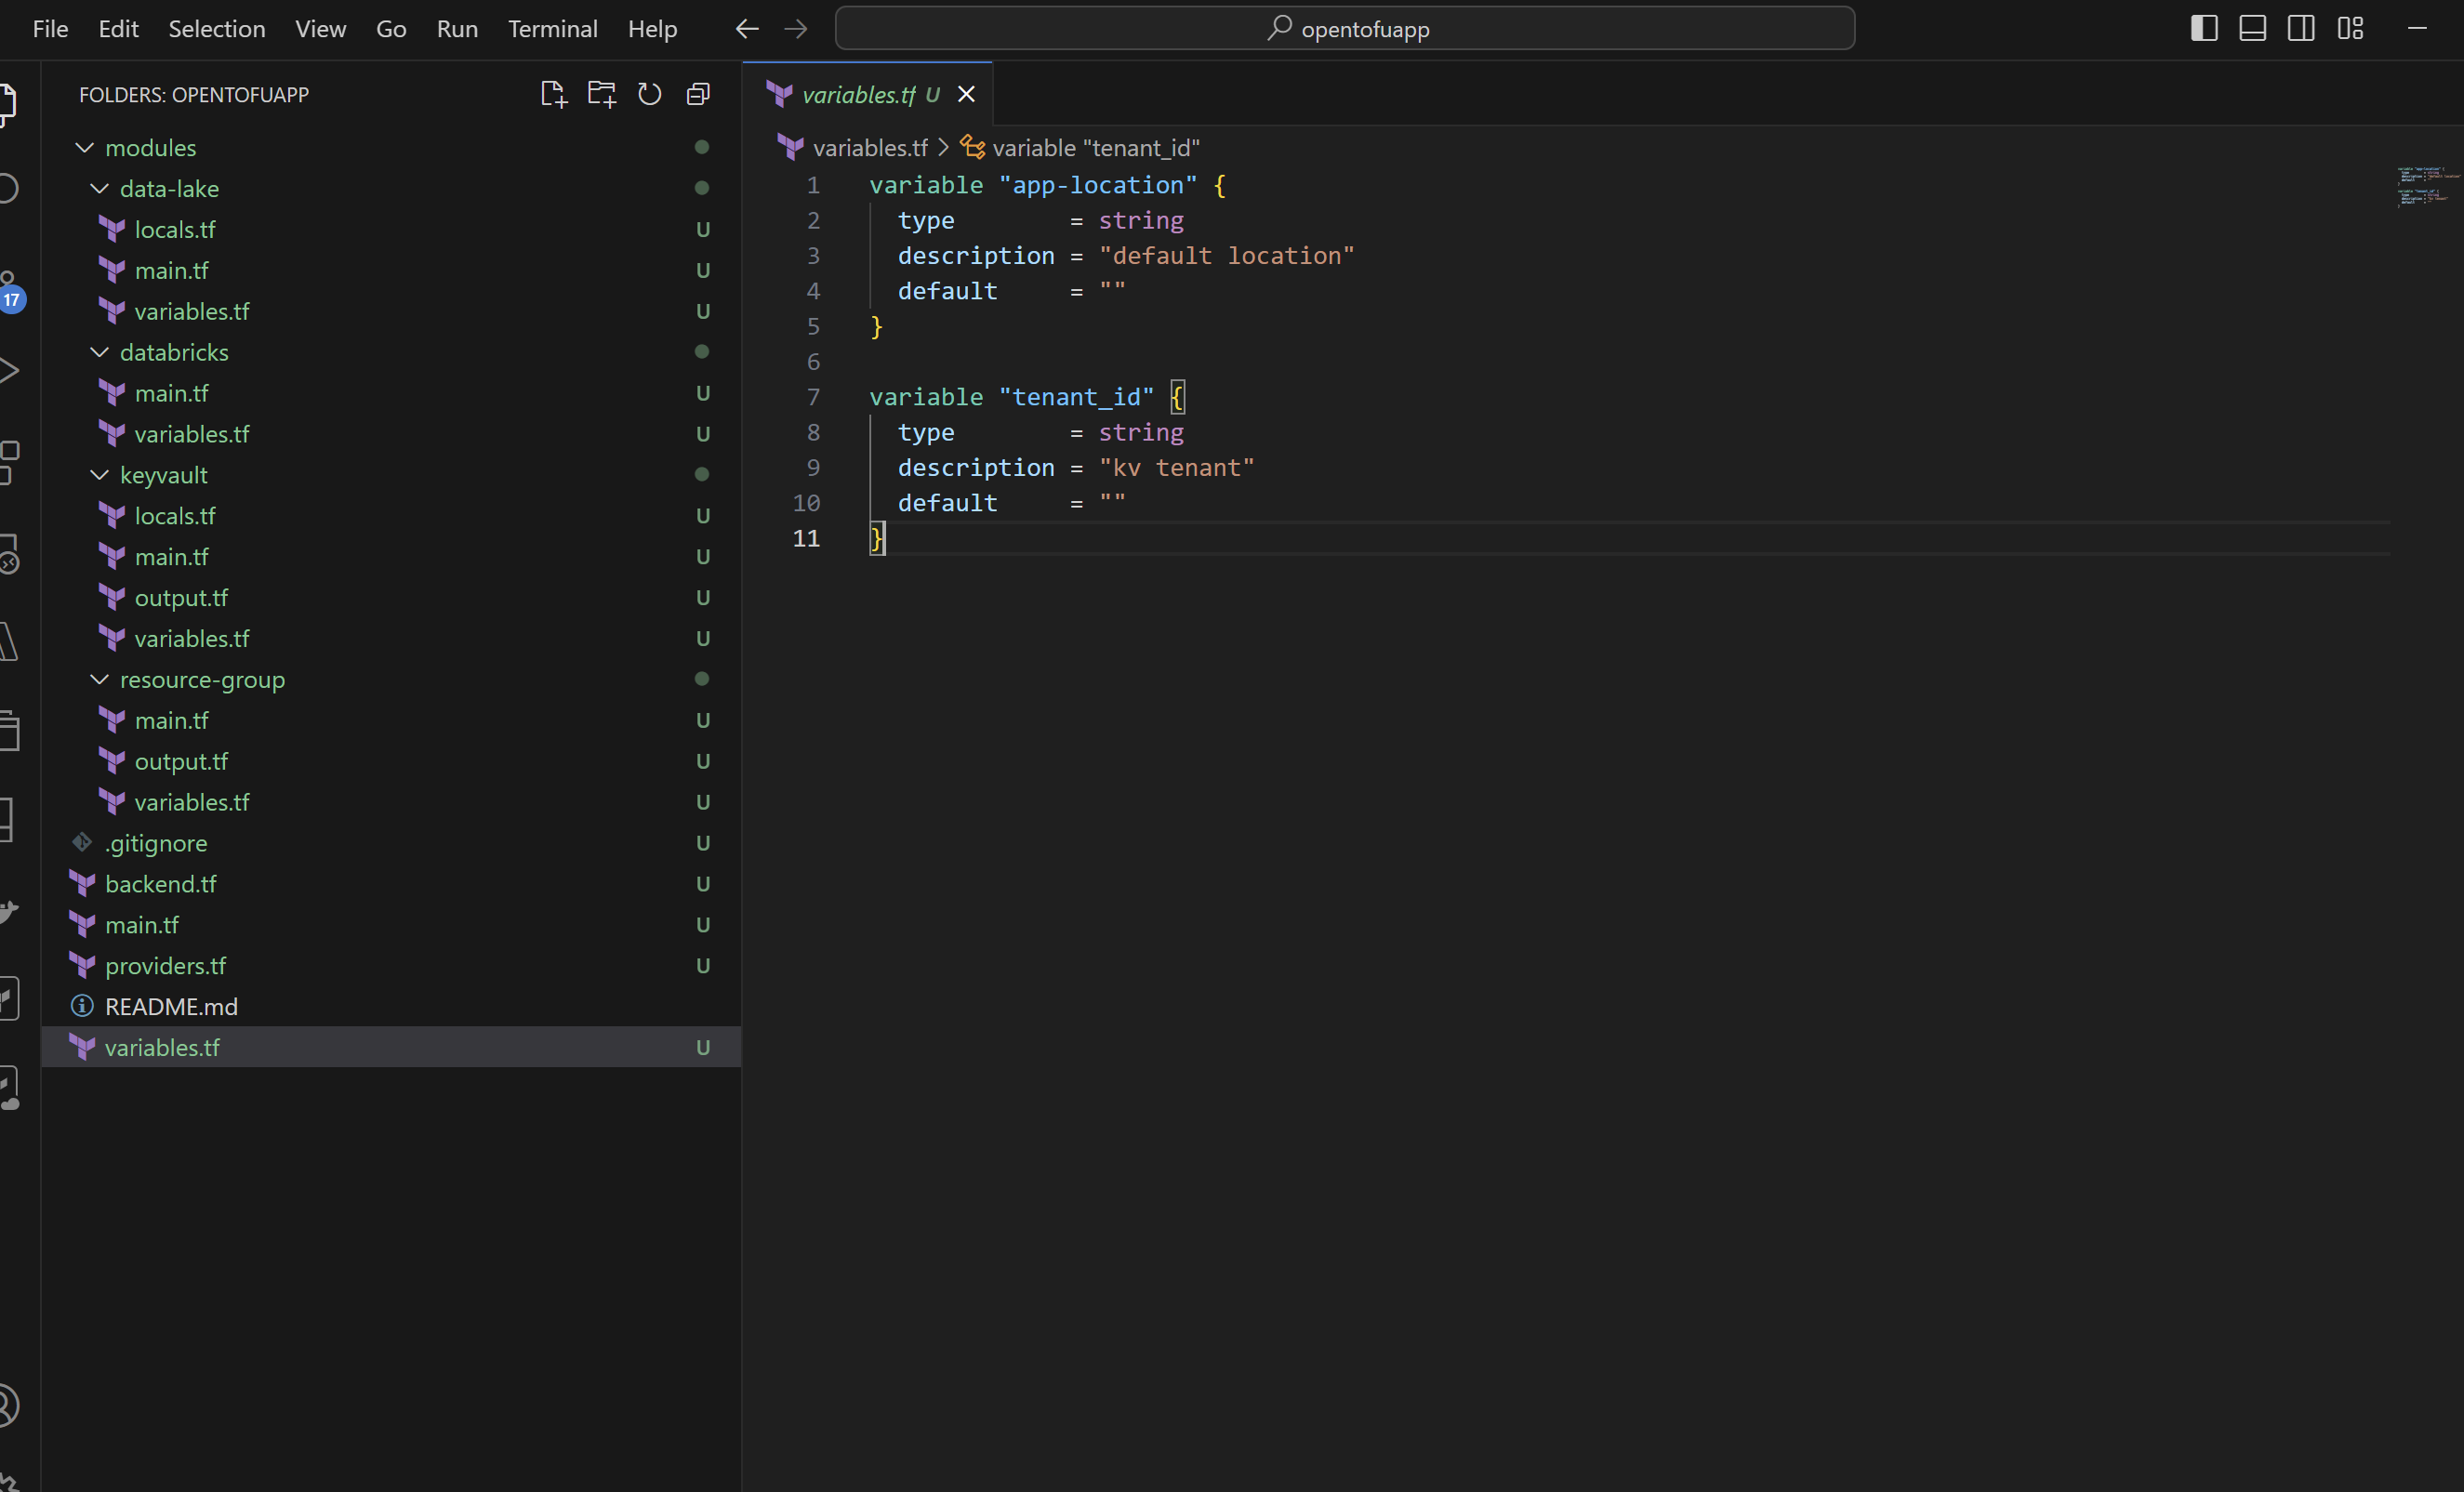 File Edit Selection View Go Run Terminal Help opentofuapp
FOLDERS: OPENTOFUAPP
modules
data-lake
locals.tf U
main.tf U
variables.tf U
databricks
main.tf U
variables.tf U
keyvault
locals.tf U
main.tf U
output.tf U
variables.tf U
resource-group
main.tf U
output.tf U
variables.tf U
.gitignore U
backend.tf U
main.tf U
providers.tf U
README.md
variables.tf U
17
variables.tf U
variables.tf > variable "tenant_id"
1 variable "app-location" {
2 type = string
3 description = "default location"
4 default = ""
5 }
6
7 variable "tenant_id" {
8 type = string
9 description = "kv tenant"
10 default = ""
11 }